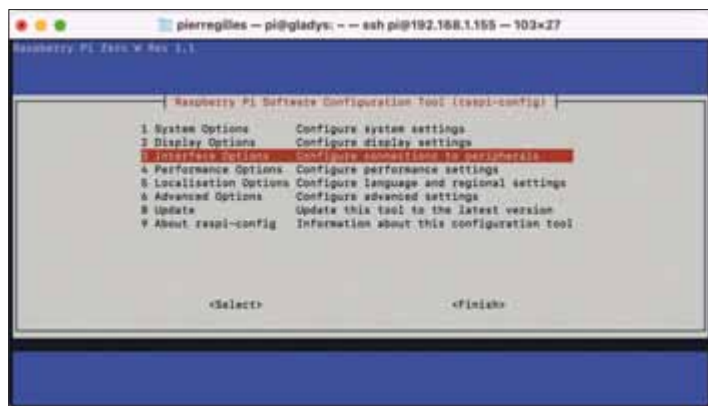 pierregilles — pi@gladys: ~ — ssh pi@192.168.1.155 — 103×27
Raspberry Pi Zero W Rev 1.1
Raspberry Pi Software Configuration Tool (raspi-config)
1 System Options Configure system settings
2 Display Options Configure display settings
3 Interface Options Configure connections to peripherals
4 Performance Options Configure performance settings
5 Localisation Options Configure language and regional settings
6 Advanced Options Configure advanced settings
8 Update Update this tool to the latest version
9 About raspi-config Information about this configuration tool
<Select> <Finish>